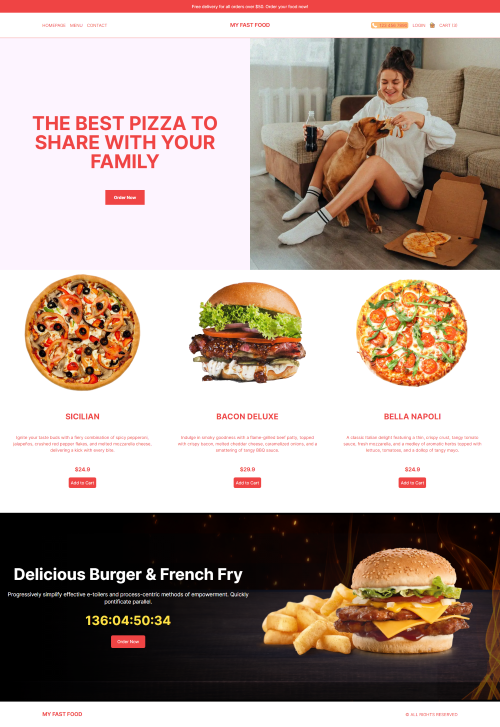 Free delivery for all orders over $50. Order your food now!
HOMEPAGE MENU CONTACT
MY FAST FOOD
123 456 7890
LOGIN
CART (3)
THE BEST PIZZA TO
SHARE WITH YOUR
FAMILY
Order Now
SICILIAN
Ignite your taste buds with a fiery combination of spicy pepperoni,
jalapeños, crushed red pepper flakes, and melted mozzarella cheese,
delivering a kick with every bite.
$24.9
Add to Cart
BACON DELUXE
Indulge in smoky goodness with a flame-grilled beef patty, topped
with crispy bacon, melted cheddar cheese, caramelized onions, and a
smattering of tangy BBQ sauce.
$29.9
Add to Cart
BELLA NAPOLI
A classic Italian delight featuring a thin, crispy crust, tangy tomato
sauce, fresh mozzarella, and a medley of aromatic herbs topped with
lettuce, tomatoes, and a dollop of tangy mayo.
$24.9
Add to Cart
Delicious Burger & French Fry
Progressively simplify effective e-toilers and process-centric methods of empowerment. Quickly
pontificate parallel.
136:04:50:34
Order Now
MY FAST FOOD
© ALL RIGHTS RESERVED